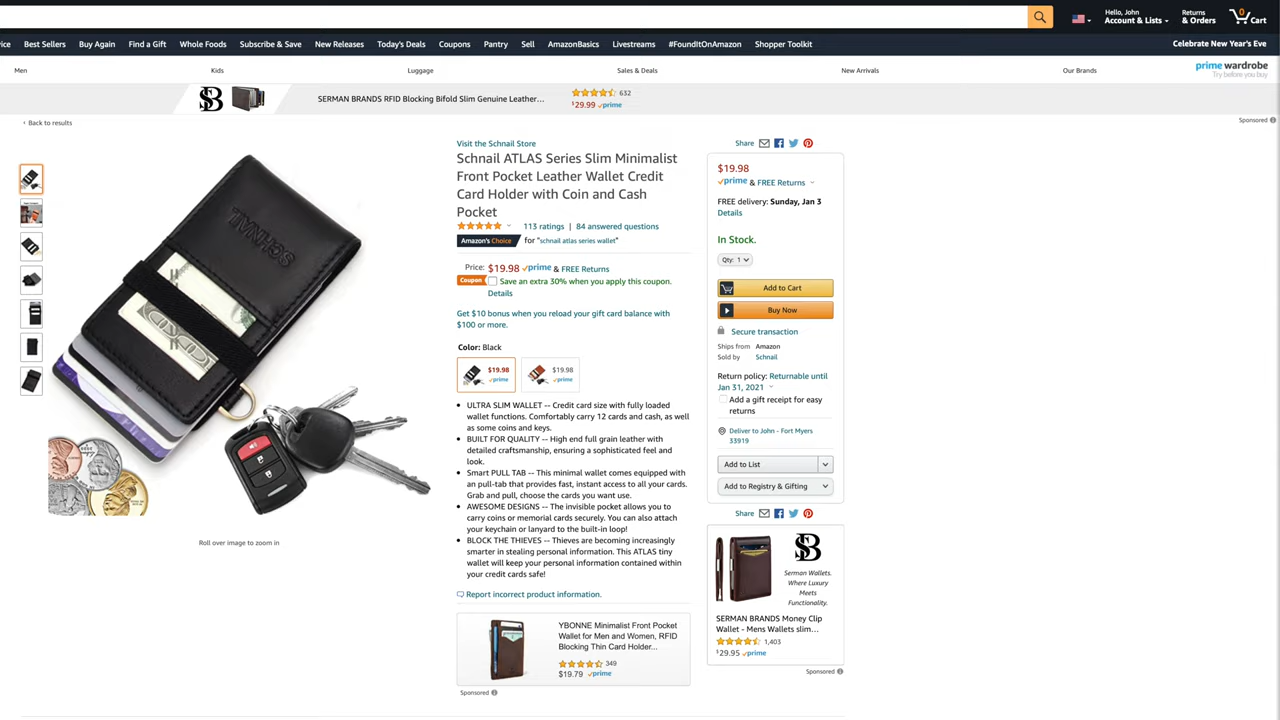 Hello, John
Account & Lists
Returns
& Orders
0
Cart
ice Best Sellers Buy Again Find a Gift Whole Foods Subscribe & Save New Releases Today's Deals Coupons Pantry Sell AmazonBasics Livestreams #FoundItOnAmazon Shopper Toolkit Celebrate New Year's Eve
Men Kids Luggage Sales & Deals New Arrivals Our Brands prime wardrobe
Try before you buy
SERMAN BRANDS RFID Blocking Bifold Slim Genuine Leather... 632
$29.99 prime
Sponsored
‹ Back to results
SCHNAIL
Roll over image to zoom in
Visit the Schnail Store
Schnail ATLAS Series Slim Minimalist
Front Pocket Leather Wallet Credit
Card Holder with Coin and Cash
Pocket
113 ratings | 84 answered questions
Amazon's Choice for "schnail atlas series wallet"
Price: $19.98 prime & FREE Returns
Coupon Save an extra 30% when you apply this coupon.
Details
Get $10 bonus when you reload your gift card balance with
$100 or more.
Color: Black
$19.98 prime
$19.98 prime
• ULTRA SLIM WALLET -- Credit card size with fully loaded
wallet functions. Comfortably carry 12 cards and cash, as well
as some coins and keys.
• BUILT FOR QUALITY -- High end full grain leather with
detailed craftsmanship, ensuring a sophisticated feel and
look.
• Smart PULL TAB -- This minimal wallet comes equipped with
an pull-tab that provides fast, instant access to all your cards.
Grab and pull, choose the cards you want use.
• AWESOME DESIGNS -- The invisible pocket allows you to
carry coins or memorial cards securely. You can also attach
your keychain or lanyard to the built-in loop!
• BLOCK THE THIEVES -- Thieves are becoming increasingly
smarter in stealing personal information. This ATLAS tiny
wallet will keep your personal information contained within
your credit cards safe!
Report incorrect product information.
YBONNE Minimalist Front Pocket
Wallet for Men and Women, RFID
Blocking Thin Card Holder...
349
$19.79 prime
Sponsored
Share
$19.98
prime & FREE Returns
FREE delivery: Sunday, Jan 3
Details
In Stock.
Qty: 1
Add to Cart
Buy Now
Secure transaction
Ships from Amazon
Sold by Schnail
Return policy: Returnable until
Jan 31, 2021
Add a gift receipt for easy
returns
Deliver to John - Fort Myers
33919
Add to List
Add to Registry & Gifting
Share
Serman Wallets.
Where Luxury
Meets
Functionality.
SERMAN BRANDS Money Clip
Wallet - Mens Wallets slim...
1,403
$29.95 prime
Sponsored